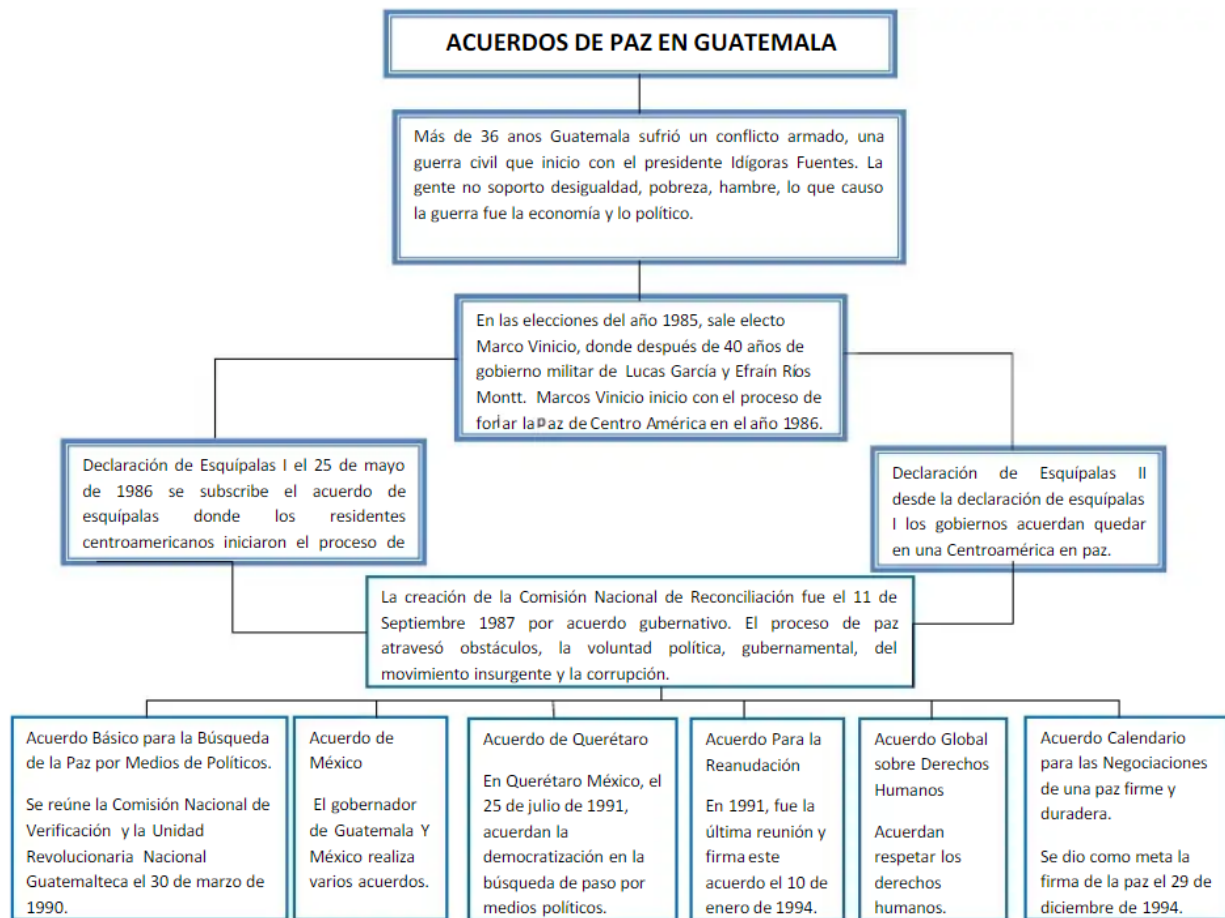 ACUERDOS DE PAZ EN GUATEMALA
Más de 36 anos Guatemala sufrió un conflicto armado, una
guerra civil que inicio con el presidente Idígoras Fuentes. La
gente no soporto desigualdad, pobreza, hambre, lo que causo
la guerra fue la economía y lo político.
En las elecciones del año 1985, sale electo
Marco Vinicio, donde después de 40 años de
gobierno militar de Lucas García y Efraín Ríos
Montt. Marcos Vinicio inicio con el proceso de
forjar la paz de Centro América en el año 1986.
Declaración de Esquípalas I el 25 de mayo
de 1986 se subscribe el acuerdo de
esquípalas donde los residentes
centroamericanos iniciaron el proceso de
Declaración de Esquípalas II
desde la declaración de esquípalas
I los gobiernos acuerdan quedar
en una Centroamérica en paz.
La creación de la Comisión Nacional de Reconciliación fue el 11 de
Septiembre 1987 por acuerdo gubernativo. El proceso de paz
atravesó obstáculos, la voluntad política, gubernamental, del
movimiento insurgente y la corrupción.
Acuerdo Básico para la Búsqueda
de la Paz por Medios de Políticos.
Se reúne la Comisión Nacional de
Verificación y la Unidad
Revolucionaria Nacional
Guatemalteca el 30 de marzo de
1990.
Acuerdo de
México
El gobernador
de Guatemala Y
México realiza
varios acuerdos.
Acuerdo de Querétaro
En Querétaro México, el
25 de julio de 1991,
acuerdan la
democratización en la
búsqueda de paso por
medios políticos.
Acuerdo Para la
Reanudación
En 1991, fue la
última reunión y
firma este
acuerdo el 10 de
enero de 1994.
Acuerdo Global
sobre Derechos
Humanos
Acuerdan
respetar los
derechos
humanos.
Acuerdo Calendario
para las Negociaciones
de una paz firme y
duradera.
Se dio como meta la
firma de la paz el 29 de
diciembre de 1994.